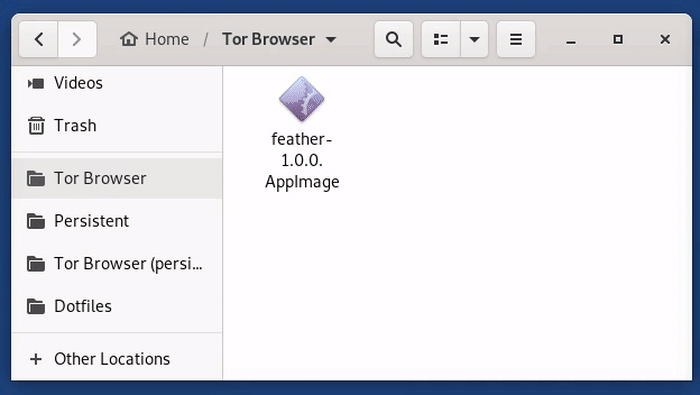 Home / Tor Browser
Videos
Trash
Tor Browser
Persistent
Tor Browser (persi...
Dotfiles
Other Locations
feather-
1.0.0.
AppImage